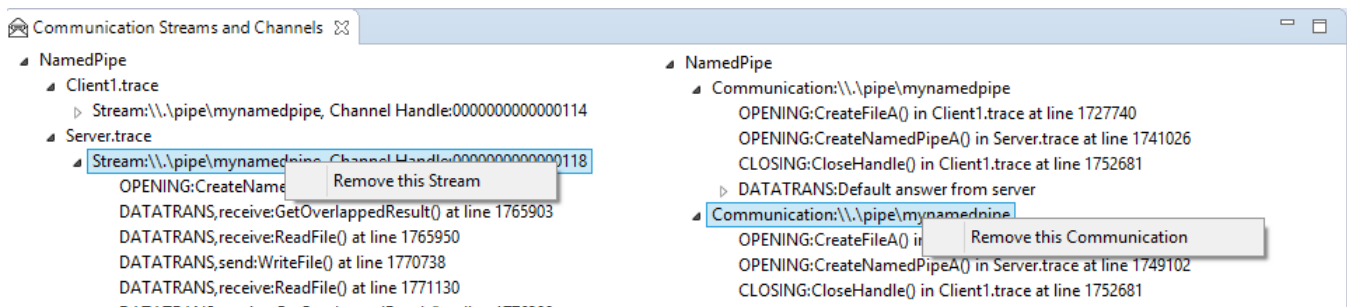 Communication Streams and Channels
NamedPipe
Client1.trace
Stream:\\.\pipe\mynamedpipe, Channel Handle:0000000000000114
Server.trace
Stream:\\.\pipe\mynamedpipe, Channel Handle:0000000000000118
Remove this Stream
OPENING:CreateName
DATATRANS,receive:GetOverlappedResult() at line 1765903
DATATRANS,receive:ReadFile() at line 1765950
DATATRANS,send:WriteFile() at line 1770738
DATATRANS,receive:ReadFile() at line 1771130
NamedPipe
Communication:\\.\pipe\mynamedpipe
OPENING:CreateFileA() in Client1.trace at line 1727740
OPENING:CreateNamedPipeA() in Server.trace at line 1741026
CLOSING:CloseHandle() in Client1.trace at line 1752681
DATATRANS:Default answer from server
Communication:\\.\pipe\mynamedpipe
Remove this Communication
OPENING:CreateFileA() in
OPENING:CreateNamedPipeA() in Server.trace at line 1749102
CLOSING:CloseHandle() in Client1.trace at line 1752681